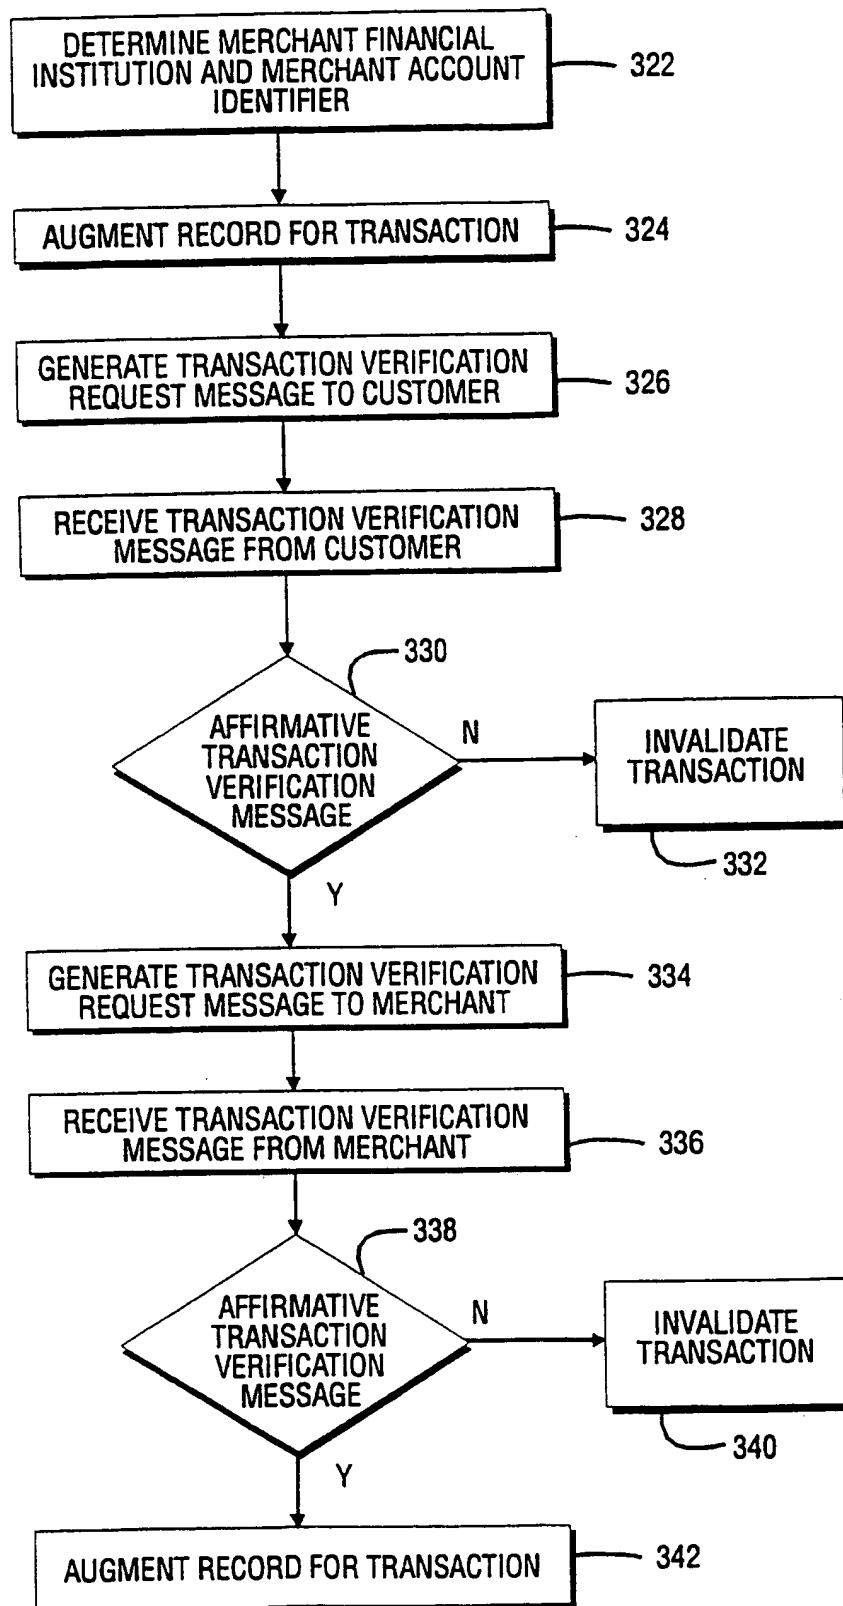 DETERMINE MERCHANT FINANCIAL
INSTITUTION AND MERCHANT ACCOUNT
IDENTIFIER
322
AUGMENT RECORD FOR TRANSACTION
324
GENERATE TRANSACTION VERIFICATION
REQUEST MESSAGE TO CUSTOMER
326
RECEIVE TRANSACTION VERIFICATION
MESSAGE FROM CUSTOMER
328
330
AFFIRMATIVE
TRANSACTION
VERIFICATION
MESSAGE
N
INVALIDATE
TRANSACTION
332
Y
GENERATE TRANSACTION VERIFICATION
REQUEST MESSAGE TO MERCHANT
334
RECEIVE TRANSACTION VERIFICATION
MESSAGE FROM MERCHANT
336
338
AFFIRMATIVE
TRANSACTION
VERIFICATION
MESSAGE
N
INVALIDATE
TRANSACTION
340
Y
AUGMENT RECORD FOR TRANSACTION
342